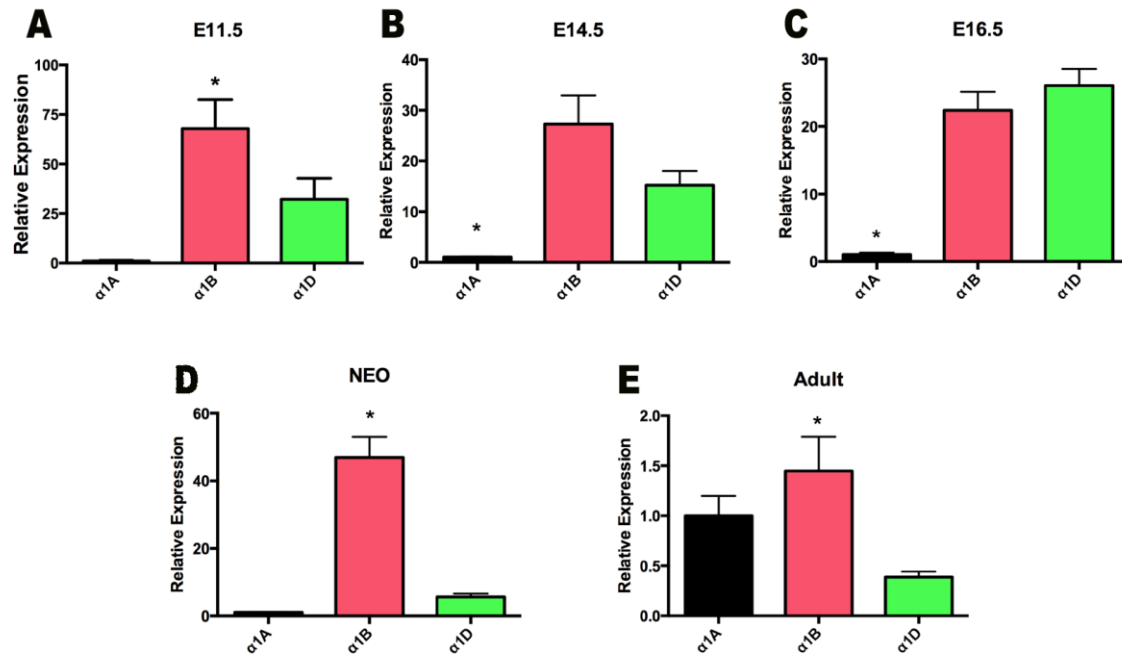 A
E11.5
Relative Expression
100
75
50
25
0
*
α1A
α1B
α1D
B
E14.5
Relative Expression
40
30
20
10
0
*
α1A
α1B
α1D
C
E16.5
Relative Expression
30
20
10
0
*
α1A
α1B
α1D
D
NEO
Relative Expression
60
40
20
0
*
α1A
α1B
α1D
E
Adult
Relative Expression
2.0
1.5
1.0
0.5
0.0
*
α1A
α1B
α1D